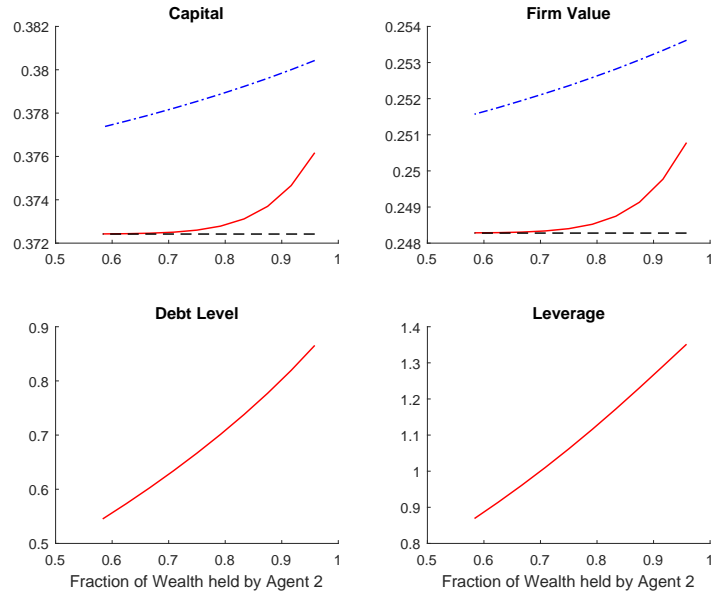 Capital
0.382
0.38
0.378
0.376
0.374
0.372
0.5 0.6 0.7 0.8 0.9 1
Firm Value
0.254
0.253
0.252
0.251
0.25
0.249
0.248
0.5 0.6 0.7 0.8 0.9 1
Debt Level
0.9
0.8
0.7
0.6
0.5
0.5 0.6 0.7 0.8 0.9 1
Fraction of Wealth held by Agent 2
Leverage
1.4
1.3
1.2
1.1
1
0.9
0.8
0.5 0.6 0.7 0.8 0.9 1
Fraction of Wealth held by Agent 2